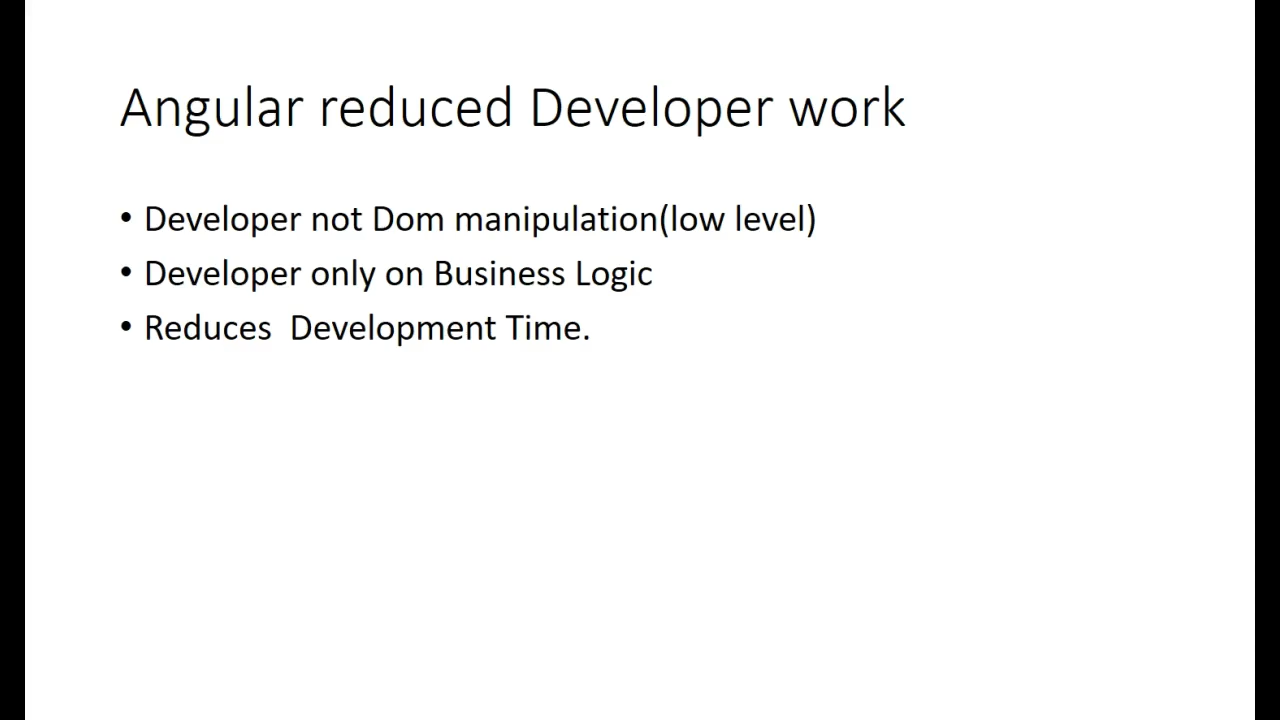 Angular reduced Developer work
• Developer not Dom manipulation(low level)
• Developer only on Business Logic
• Reduces  Development Time.